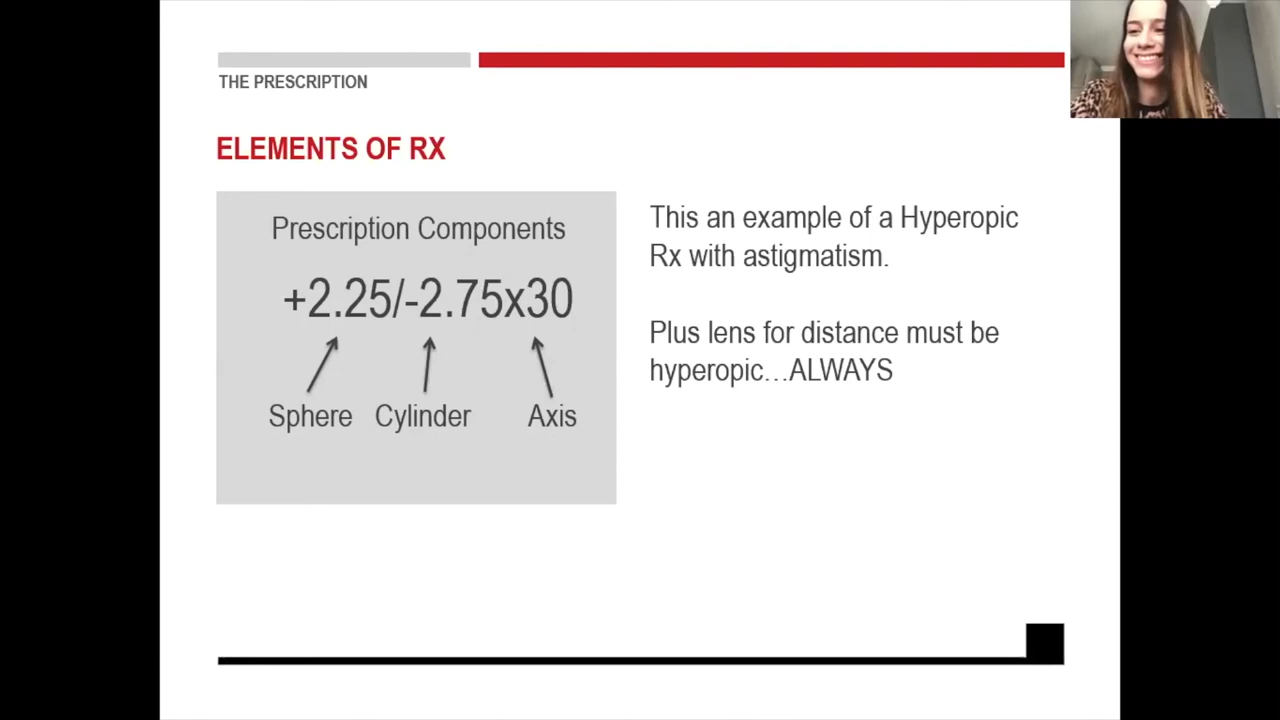 THE PRESCRIPTION
ELEMENTS OF RX
Prescription Components
+2.25/-2.75x30
Sphere Cylinder Axis
This an example of a Hyperopic
Rx with astigmatism.
Plus lens for distance must be
hyperopic…ALWAYS